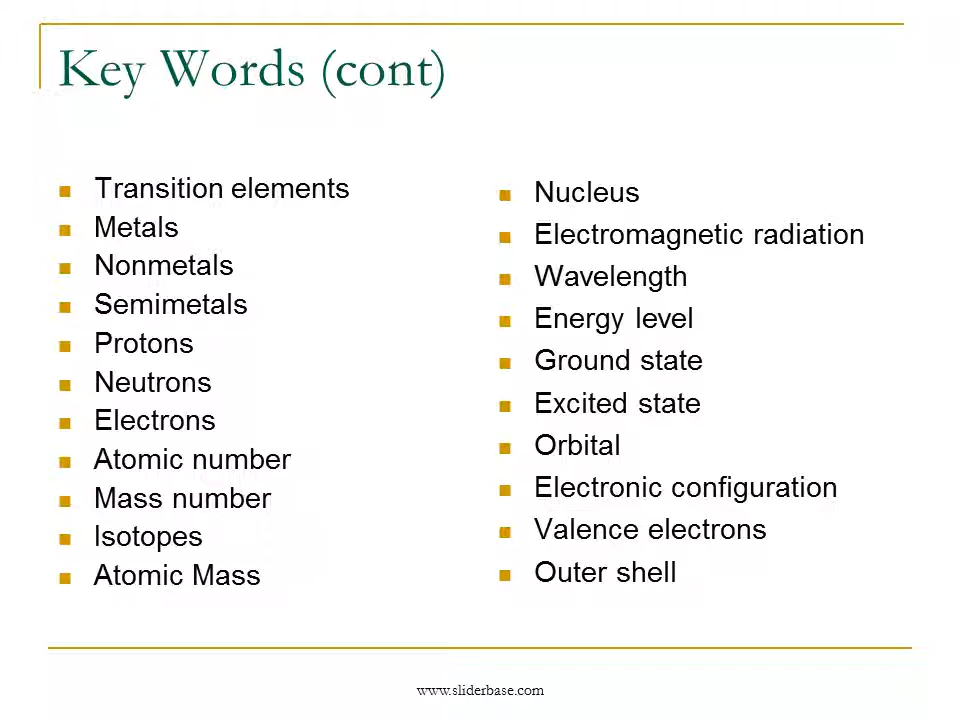 Key Words (cont)
Transition elements
Metals
Nonmetals
Semimetals
Protons
Neutrons
Electrons
Atomic number
Mass number
Isotopes
Atomic Mass
Nucleus
Electromagnetic radiation
Wavelength
Energy level
Ground state
Excited state
Orbital
Electronic configuration
Valence electrons
Outer shell
www.sliderbase.com